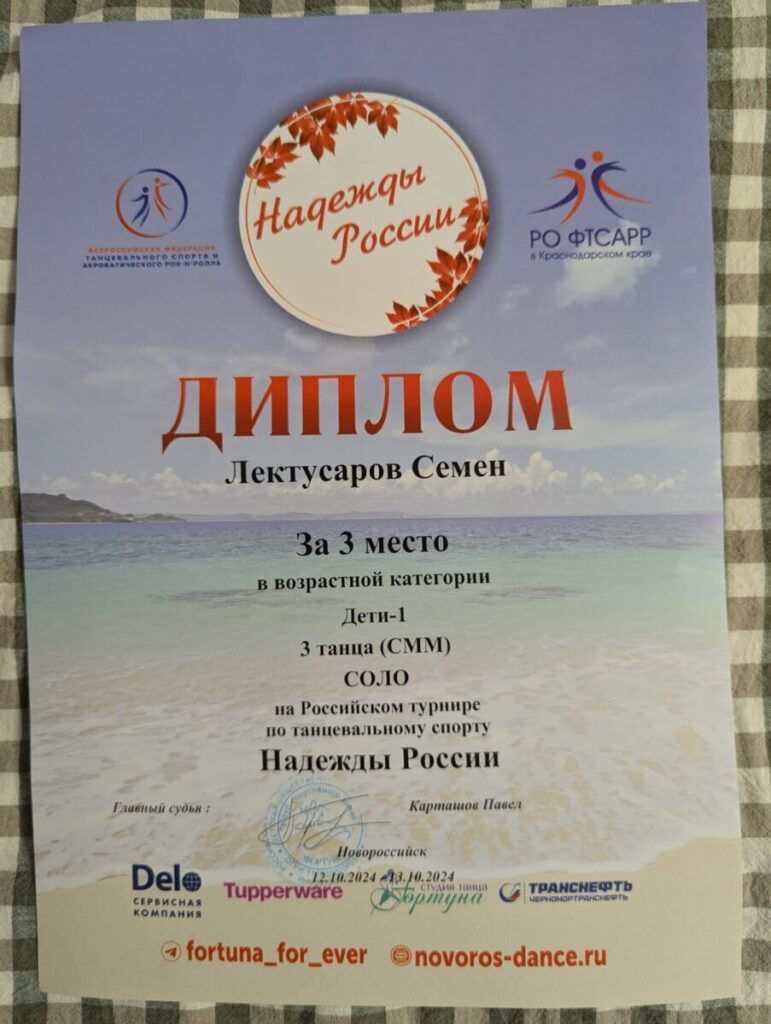 Надежды
России
ВСЕРОССИЙСКАЯ ФЕДЕРАЦИЯ
ТАНЦЕВАЛЬНОГО СПОРТА И
АКРОБАТИЧЕСКОГО РОК-Н-РОЛЛА
РО ФТСАРР
в Краснодарском крае
ДИПЛОМ
Лектусаров Семен
За 3 место
в возрастной категории
Дети-1
3 танца (СММ)
СОЛО
на Российском турнире
по танцевальному спорту
Надежды России
Главный судья :
Карташов Павел
Новороссийск
12.10.2024 -13.10.2024
Delo
СЕРВИСНАЯ
КОМПАНИЯ
Tupperware
СТУДИЯ ТАНЦА
Фортуна
ТРАНСНЕФТЬ
ЧЕРНОМОРТРАНСНЕФТЬ
fortuna_for_ever
novoros-dance.ru